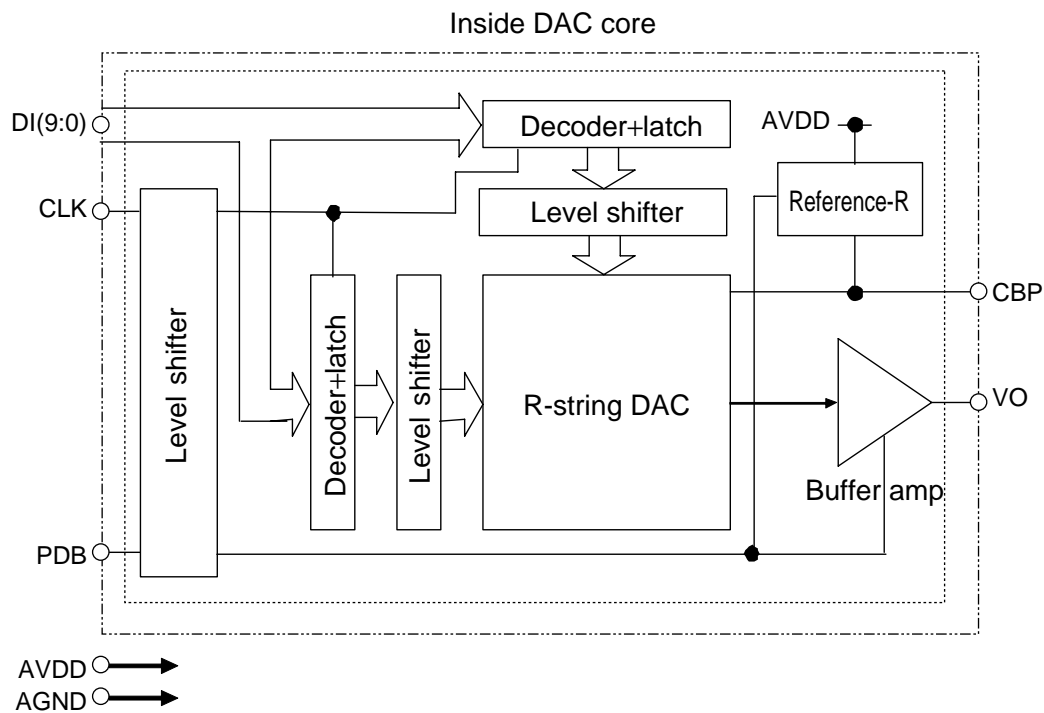 Inside DAC core
DI(9:0)
Decoder+latch
AVDD
CLK
Level shifter
Reference-R
Level shifter
Decoder+latch
Level shifter
R-string DAC
CBP
VO
Buffer amp
PDB
AVDD
AGND